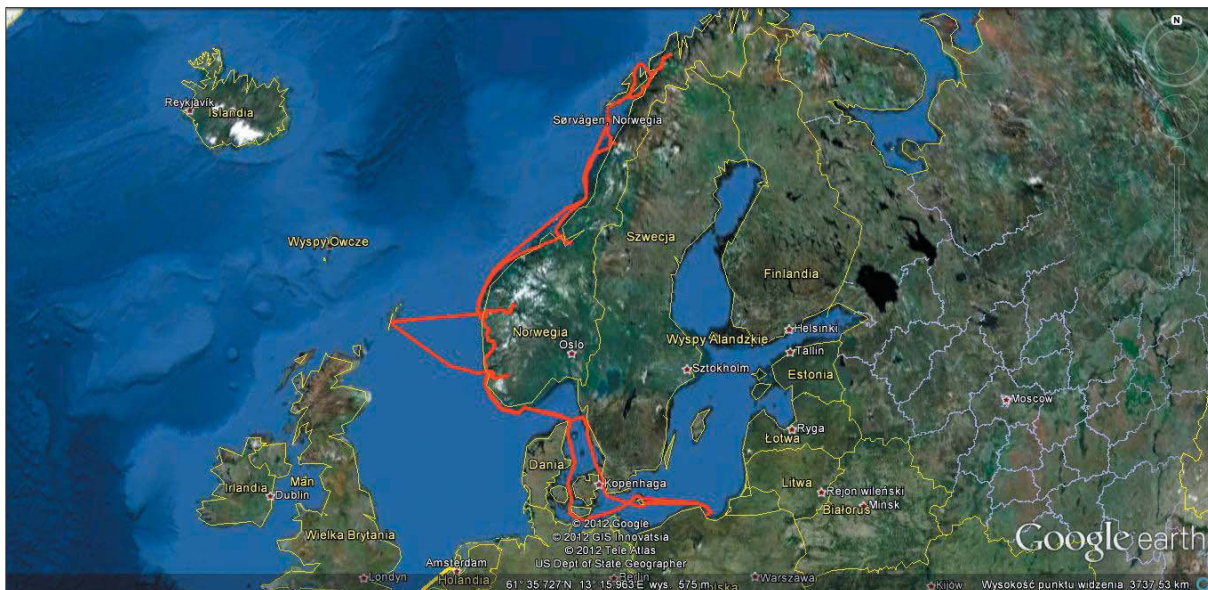 N
Reykjavík
Islandia
Sørvågen, Norwegia
Wyspy Owcze
Szwecja
Finlandia
Norwegia
Oslo
Wyspy Alandzkie
Helsinki
Tallin
Sztokholm
Estonia
Moscow
Ryga
Łotwa
Dania
Kopenhaga
Litwa
Rejon wileński
Białoruś
Mińsk
Irlandia
Man
Dublin
Wielka Brytania
© 2012 Google
© 2012 GIS Innovatsia
© 2012 Tele Atlas
US Dept of State Geographer
Google earth
Amsterdam
Holandia
Londyn
Berlin
Warszawa
Kijów
61° 35.727'N 13° 15.963'E wys. 575 m
Wysokość punktu widzenia 3737.53 km